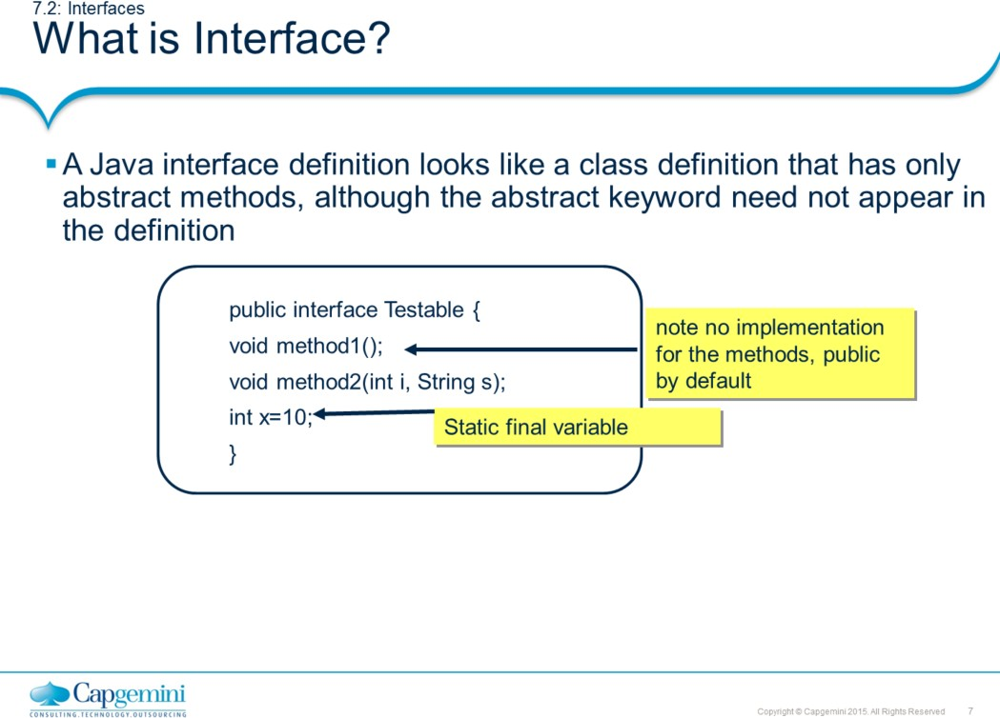 7.2: Interfaces
What is Interface?
A Java interface definition looks like a class definition that has only
abstract methods, although the abstract keyword need not appear in
the definition
public interface Testable {
void method1();
void method2(int i, String s);
int x=10;
}
note no implementation
for the methods, public
by default
Static final variable
Capgemini
CONSULTING.TECHNOLOGY.OUTSOURCING
Copyright © Capgemini 2015. All Rights Reserved 7